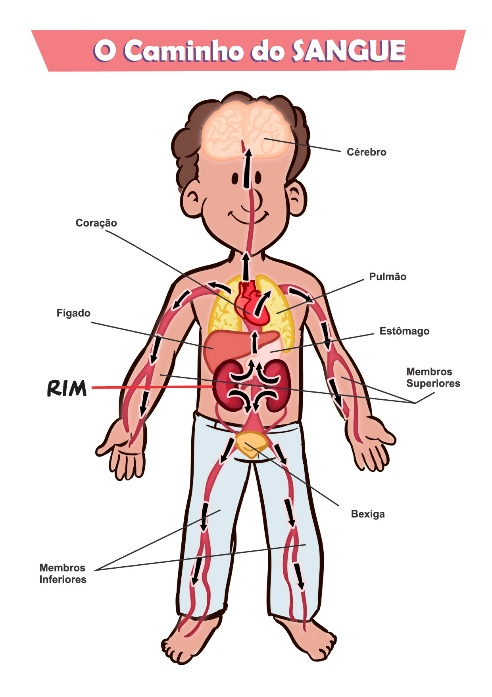 O Caminho do SANGUE
Cérebro
Coração
Pulmão
Fígado
Estômago
Membros
Superiores
RIM
Bexiga
Membros
Inferiores